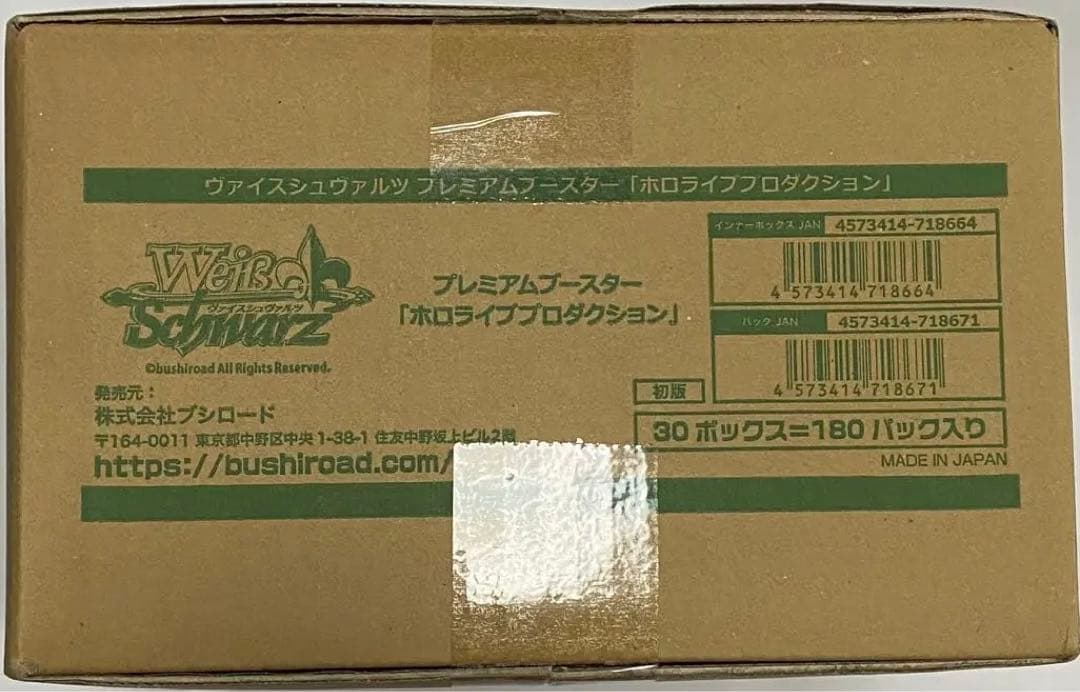 ヴァイスシュヴァルツ プレミアムブースター「ホロライブプロダクション」
Weiß
ヴァイスシュヴァルツ
Schwarz
©bushiroad All Rights Reserved.
プレミアムブースター
「ホロライブプロダクション」
インナーボックス JAN 4573414-718664
4 573414 718664
パック JAN 4573414-718671
4 573414 718671
発売元：
株式会社ブシロード
〒164-0011 東京都中野区中央1-38-1 住友中野坂上ビル2階
https://bushiroad.com/
初版
30 ボックス=180 パック入り
MADE IN JAPAN